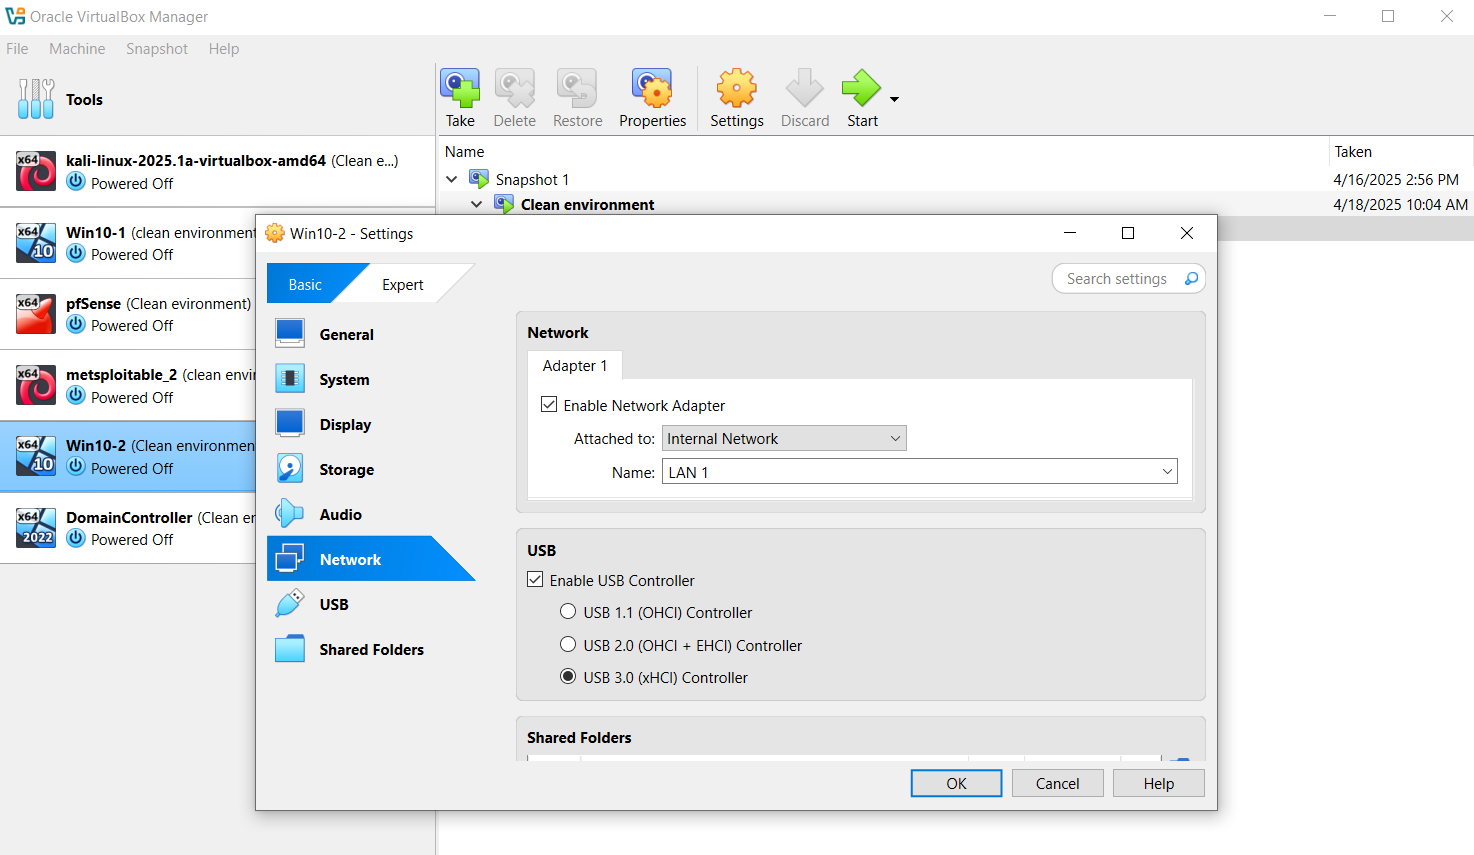 Oracle VirtualBox Manager
File Machine Snapshot Help
Tools
Take Delete Restore Properties Settings Discard Start
x64 kali-linux-2025.1a-virtualbox-amd64 (Clean e...)
Powered Off
x64 10 Win10-1 (clean environment
Powered Off
x64 pfSense (Clean evironment)
Powered Off
x64 metsploitable_2 (clean envi
Powered Off
x64 10 Win10-2 (Clean environmen
Powered Off
x64 2022 DomainController (Clean er
Powered Off
Name Taken
Snapshot 1 4/16/2025 2:56 PM
Clean environment 4/18/2025 10:04 AM
Win10-2 - Settings
Basic Expert
Search settings
General
System
Display
Storage
Audio
Network
USB
Shared Folders
Network
Adapter 1
Enable Network Adapter
Attached to: Internal Network
Name: LAN 1
USB
Enable USB Controller
USB 1.1 (OHCI) Controller
USB 2.0 (OHCI + EHCI) Controller
USB 3.0 (xHCI) Controller
Shared Folders
OK Cancel Help